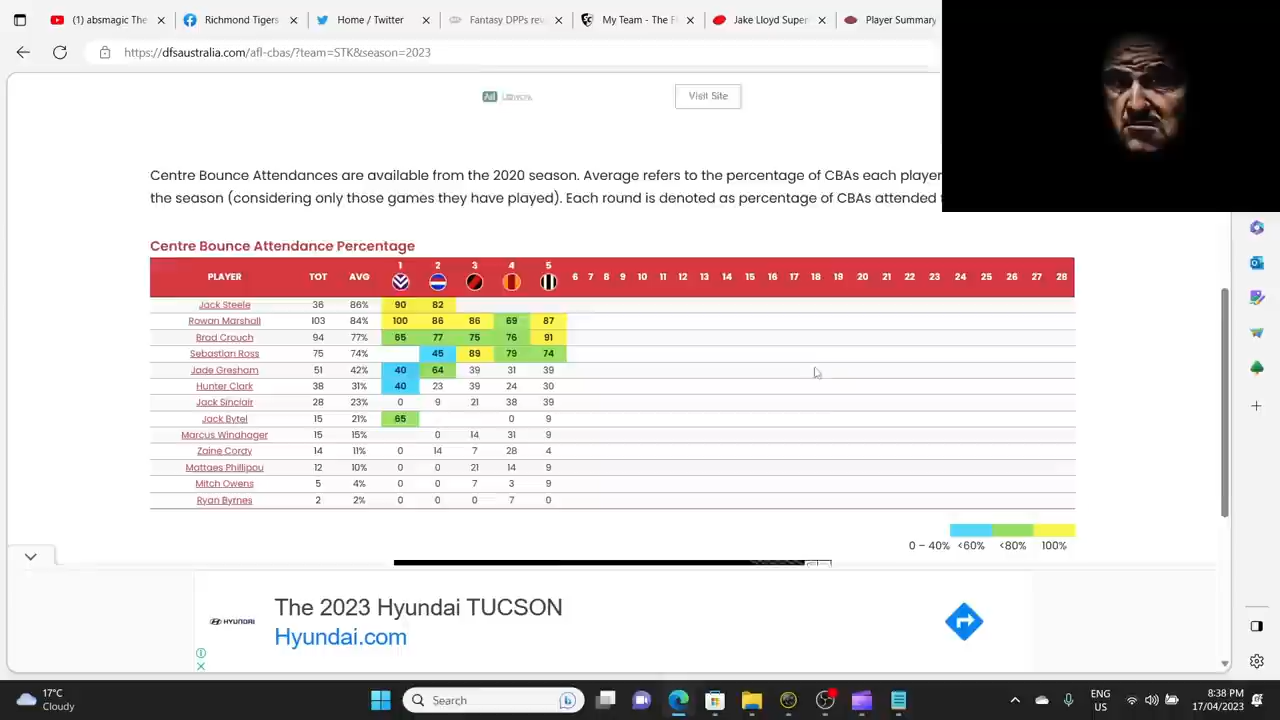 (1) absmagic The
Richmond Tigers
Home / Twitter
Fantasy DPPs rev
My Team - The F
Jake Lloyd Super
Player Summary
https://dfsaustralia.com/afl-cbas/?team=STK&season=2023
Visit Site
Centre Bounce Attendances are available from the 2020 season. Average refers to the percentage of CBAs each player
the season (considering only those games they have played). Each round is denoted as percentage of CBAs attended
Centre Bounce Attendance Percentage
PLAYER TOT AVG 1 2 3 4 5 6 7 8 9 10 11 12 13 14 15 16 17 18 19 20 21 22 23 24 25 26 27 28
Jack Steele 36 86% 90 82
Rowan Marshall 103 84% 100 86 86 69 87
Brad Crouch 94 77% 65 77 75 76 91
Sebastian Ross 75 74% 45 89 79 74
Jade Gresham 51 42% 40 64 39 31 39
Hunter Clark 38 31% 40 23 39 24 30
Jack Sinclair 28 23% 0 9 21 38 39
Jack Bytel 15 21% 65 0 9
Marcus Windhager 15 15% 0 14 31 9
Zaine Cordy 14 11% 0 14 7 28 4
Mattaes Phillipou 12 10% 0 0 21 14 9
Mitch Owens 5 4% 0 0 7 3 9
Ryan Byrnes 2 2% 0 0 0 7 0
0 – 40% <60% <80% 100%
HYUNDAI
The 2023 Hyundai TUCSON
Hyundai.com
17°C
Cloudy
Search
ENG
US
8:38 PM
17/04/2023